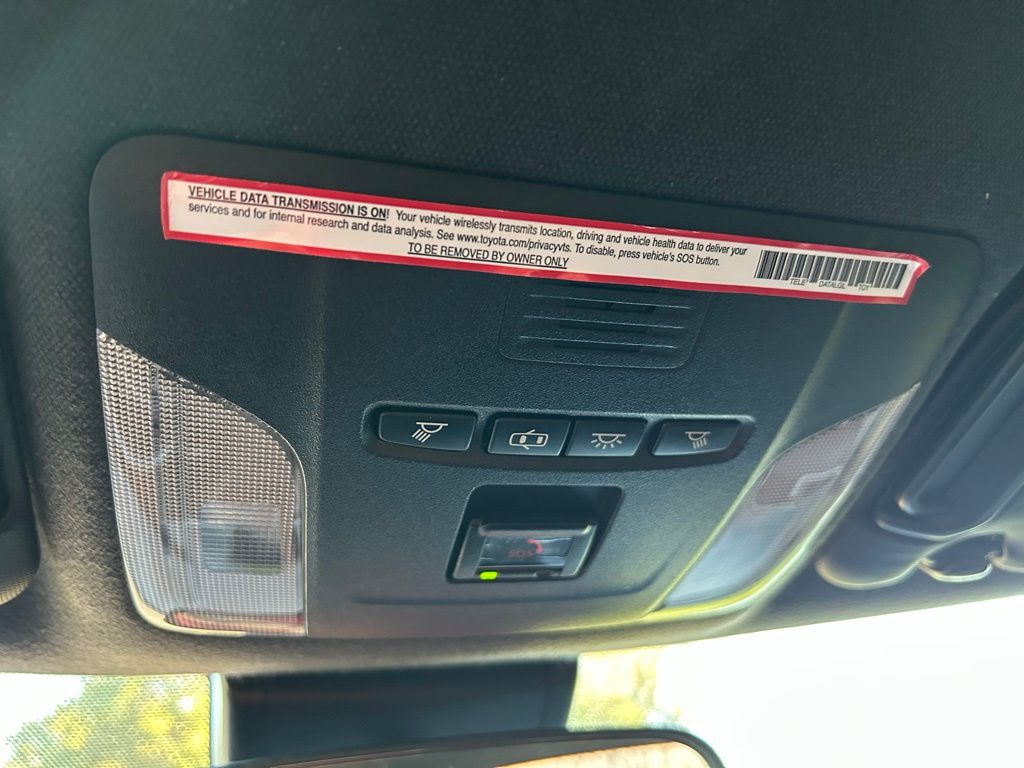 VEHICLE DATA TRANSMISSION IS ON! Your vehicle wirelessly transmits location, driving and vehicle health data to deliver your
services and for internal research and data analysis. See www.toyota.com/privacyvts. To disable, press vehicle's SOS button.
TO BE REMOVED BY OWNER ONLY
TELE DATALGL TOY
SOS